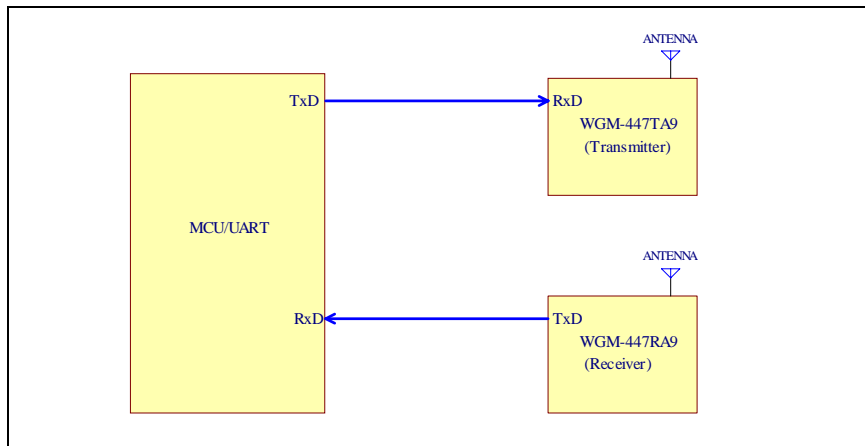 ANTENNA
TxD
RxD
WGM-447TA9
(Transmitter)
MCU/UART
ANTENNA
RxD
TxD
WGM-447RA9
(Receiver)